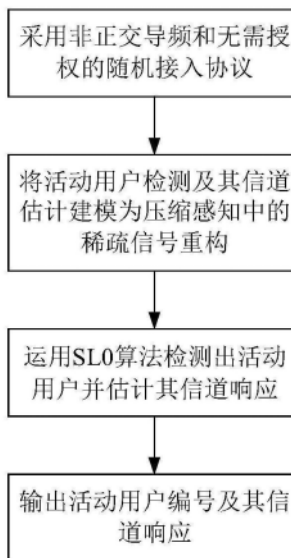 采用非正交导频和无需授
权的随机接入协议
将活动用户检测及其信道
估计建模为压缩感知中的
稀疏信号重构
运用SL0算法检测出活动
用户并估计其信道响应
输出活动用户编号及其信
道响应